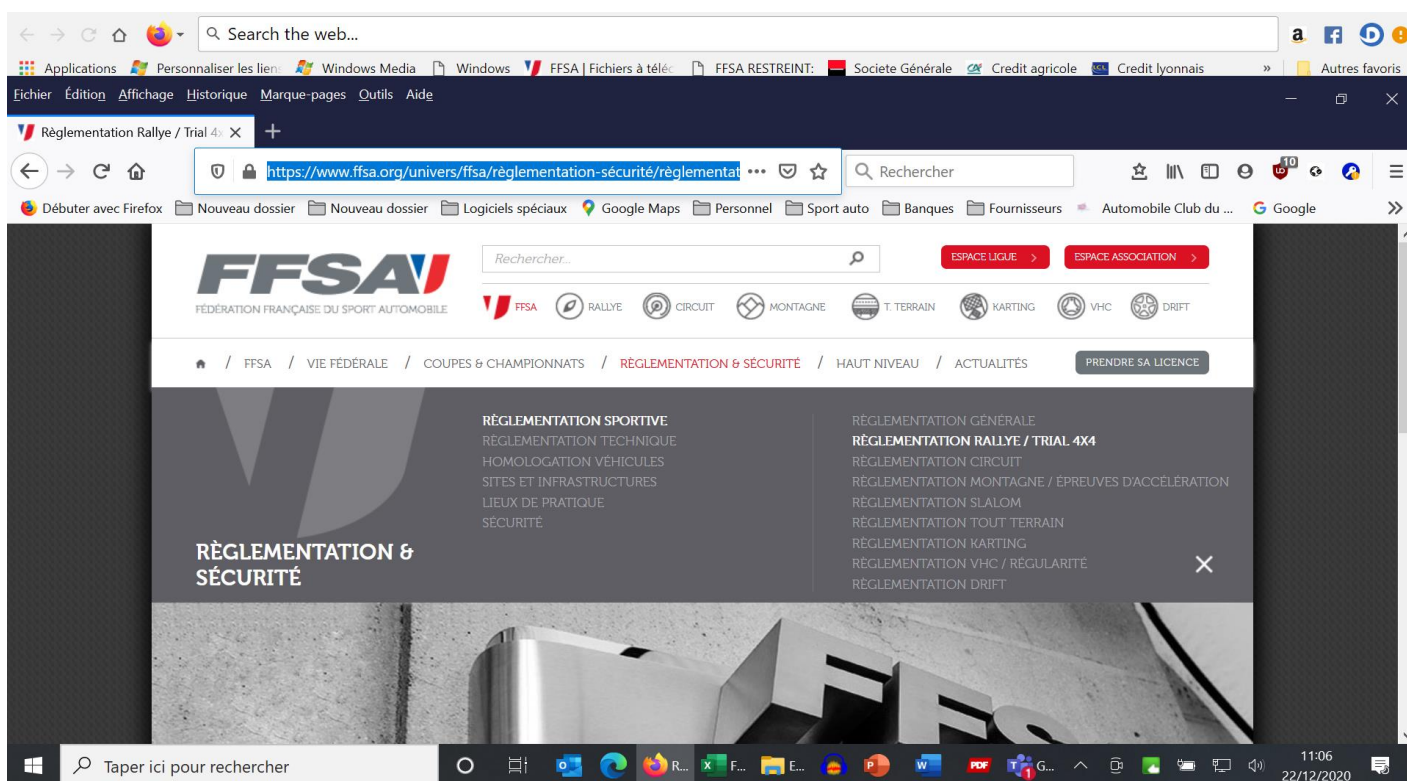 Search the web...
Applications Personnaliser les liens Windows Media Windows FFSA | Fichiers à téléc FFSA RESTREINT: Societe Générale Credit agricole Credit lyonnais » Autres favoris
Fichier Édition Affichage Historique Marque-pages Outils Aide
Règlementation Rallye / Trial 4x
https://www.ffsa.org/univers/ffsa/règlementation-sécurité/règlementat Rechercher 10
Débuter avec Firefox Nouveau dossier Nouveau dossier Logiciels spéciaux Google Maps Personnel Sport auto Banques Fournisseurs Automobile Club du ... Google
FFSA
FÉDÉRATION FRANÇAISE DU SPORT AUTOMOBILE
Rechercher... ESPACE LIGUE > ESPACE ASSOCIATION >
FFSA RALLYE CIRCUIT MONTAGNE T. TERRAIN KARTING VHC DRIFT
/ FFSA / VIE FÉDÉRALE / COUPES & CHAMPIONNATS / RÈGLEMENTATION & SÉCURITÉ / HAUT NIVEAU / ACTUALITÉS PRENDRE SA LICENCE
RÈGLEMENTATION &
SÉCURITÉ
RÈGLEMENTATION SPORTIVE
RÈGLEMENTATION TECHNIQUE
HOMOLOGATION VÉHICULES
SITES ET INFRASTRUCTURES
LIEUX DE PRATIQUE
SÉCURITÉ
RÈGLEMENTATION GÉNÉRALE
RÈGLEMENTATION RALLYE / TRIAL 4X4
RÈGLEMENTATION CIRCUIT
RÈGLEMENTATION MONTAGNE / ÉPREUVES D'ACCÉLÉRATION
RÈGLEMENTATION SLALOM
RÈGLEMENTATION TOUT TERRAIN
RÈGLEMENTATION KARTING
RÈGLEMENTATION VHC / RÉGULARITÉ
RÈGLEMENTATION DRIFT
FFS
Taper ici pour rechercher R... F... E... G... 11:06
22/12/2020